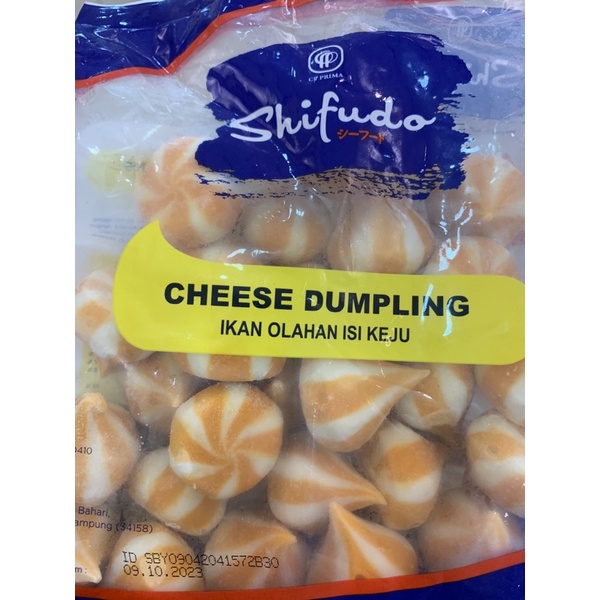 CP PRIMA
Shifudo
シーフード
CHEESE DUMPLING
IKAN OLAHAN ISI KEJU
Bahari,
ampung (34158)
ID SBY09042041572B30
09.10.2023